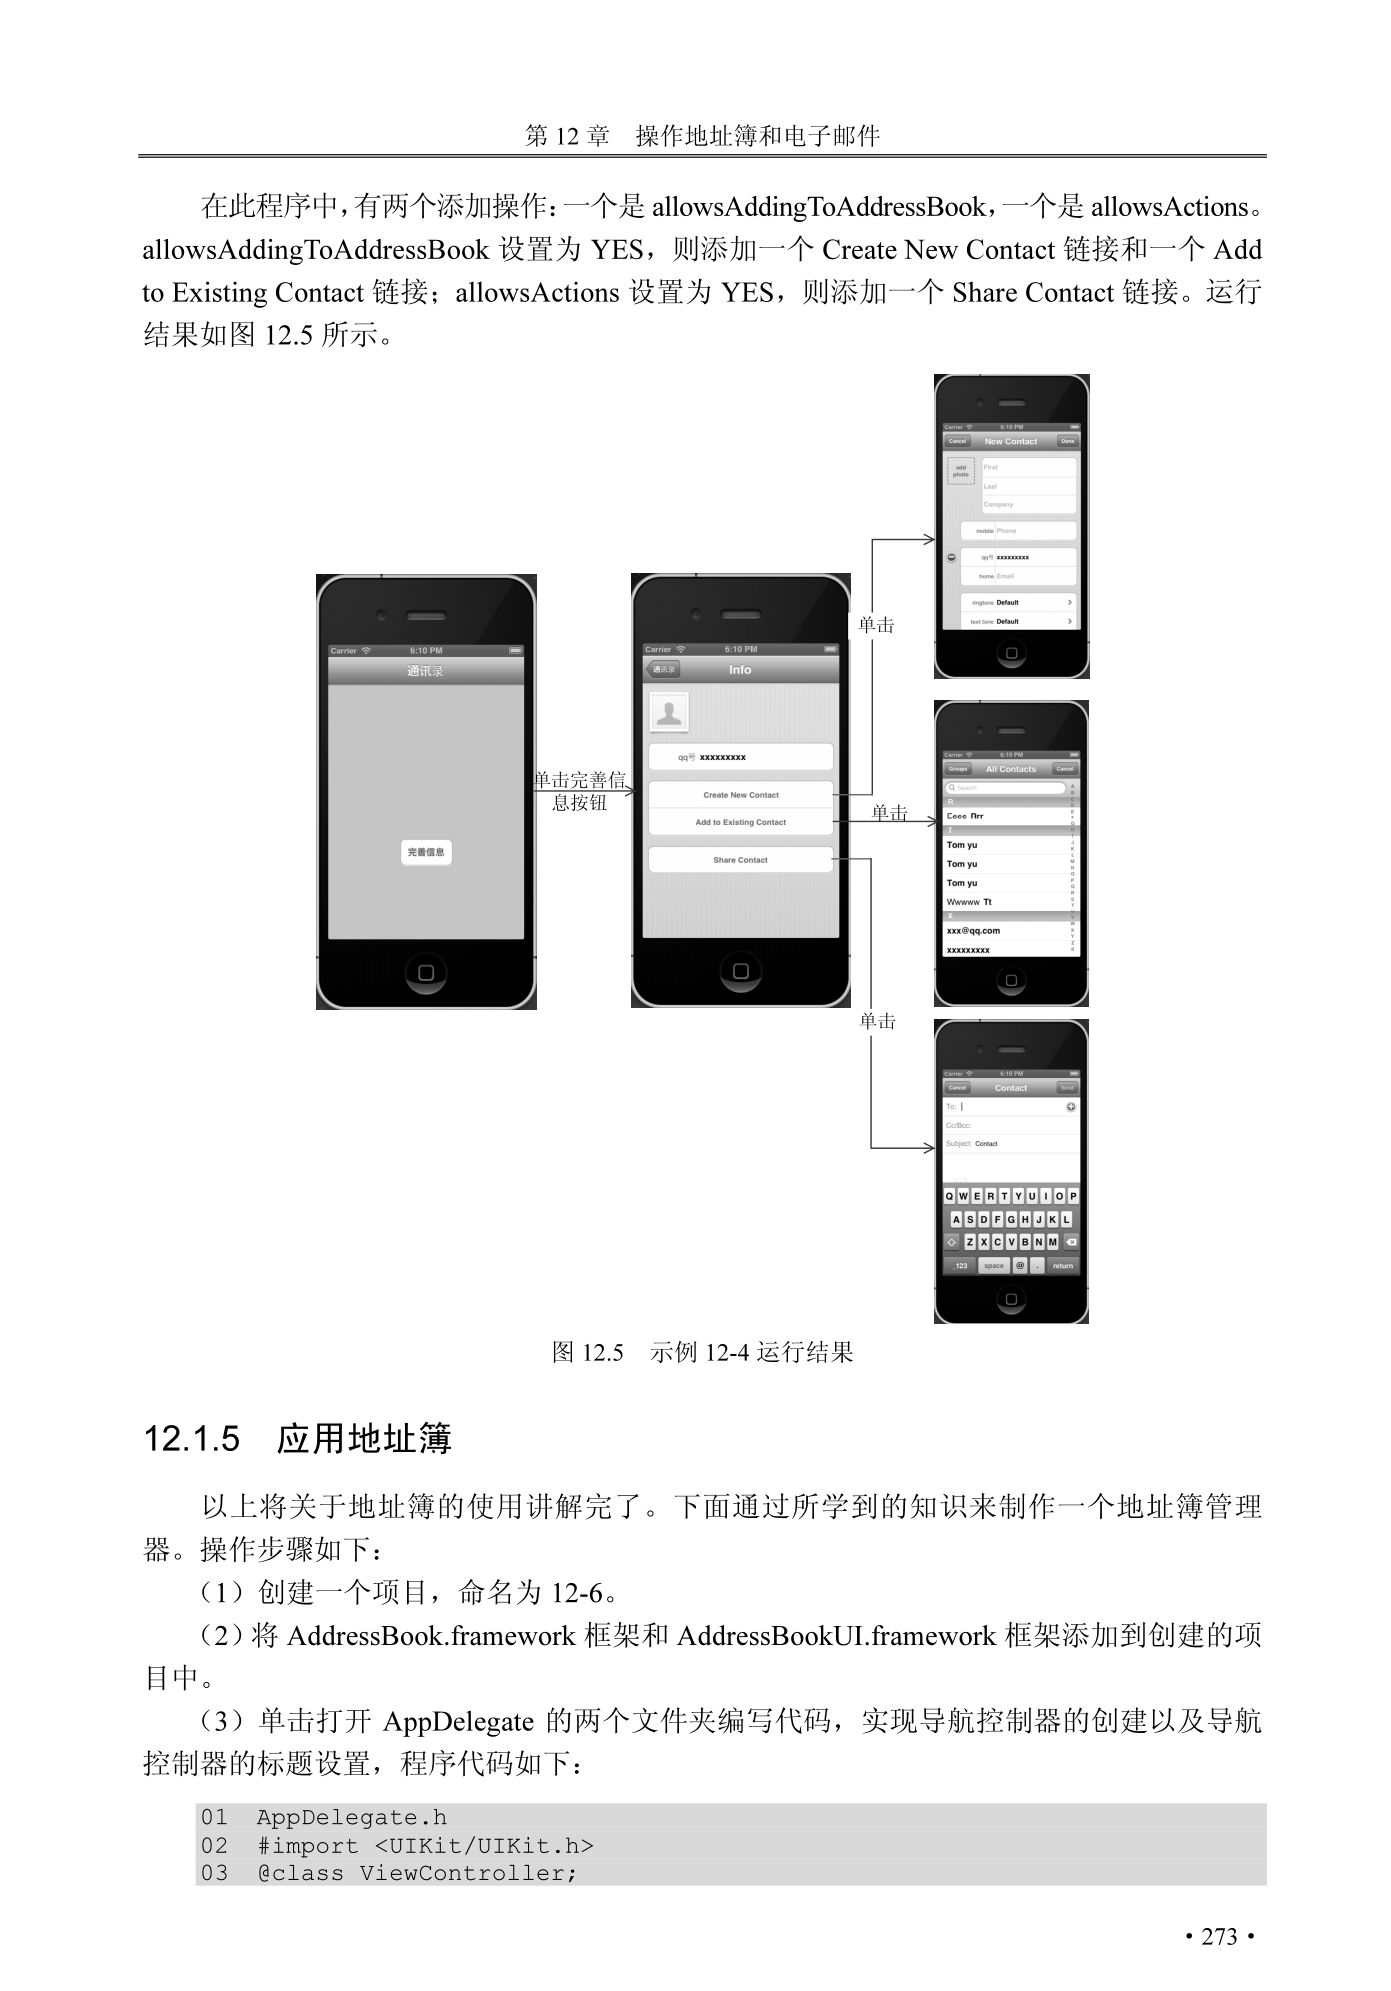 第 12 章　操作地址簿和电子邮件
在此程序中，有两个添加操作：一个是 allowsAddingToAddressBook，一个是 allowsActions。
allowsAddingToAddressBook 设置为 YES，则添加一个 Create New Contact 链接和一个 Add
to Existing Contact 链接；allowsActions 设置为 YES，则添加一个 Share Contact 链接。运行
结果如图 12.5 所示。
Carrier 6:10 PM
通讯录
完善信息
单击完善信
息按钮
Carrier 6:10 PM
通讯录 Info
qq号 xxxxxxxxx
Create New Contact
Add to Existing Contact
Share Contact
单击
单击
单击
Carrier 6:10 PM
Cancel New Contact Done
add photo
First
Last
Company
mobile Phone
qq号 xxxxxxxxx
home Email
ringtone Default
text tone Default
Carrier 6:10 PM
Groups All Contacts Cancel
Search
R
T
Tom yu
Tom yu
Tom yu
Wwwww Tt
X
xxx@qq.com
xxxxxxxxx
Carrier 6:10 PM
Cancel Contact Send
To:
Cc/Bcc:
Subject: Contact
Q W E R T Y U I O P
A S D F G H J K L
Z X C V B N M
.123 space @ . return
图 12.5　示例 12-4 运行结果
12.1.5　应用地址簿
以上将关于地址簿的使用讲解完了。下面通过所学到的知识来制作一个地址簿管理
器。操作步骤如下：
（1）创建一个项目，命名为 12-6。
（2）将 AddressBook.framework 框架和 AddressBookUI.framework 框架添加到创建的项
目中。
（3）单击打开 AppDelegate 的两个文件夹编写代码，实现导航控制器的创建以及导航
控制器的标题设置，程序代码如下：
01 AppDelegate.h
02 #import <UIKit/UIKit.h>
03 @class ViewController;
• 273 •